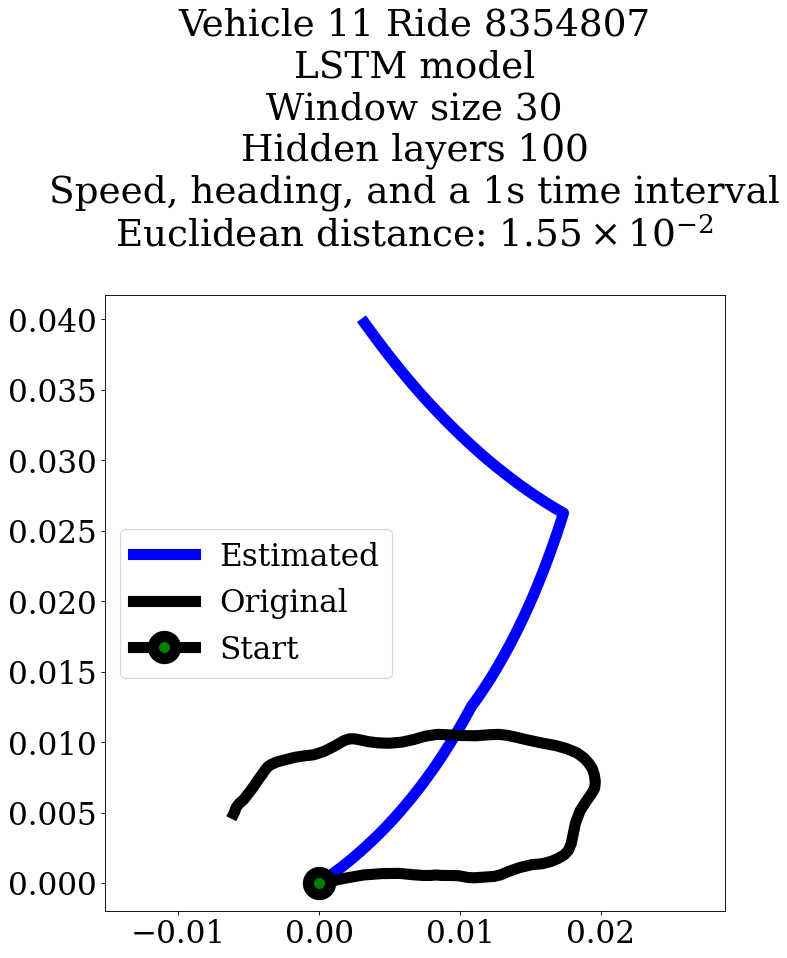 Vehicle 11 Ride 8354807
LSTM model
Window size 30
Hidden layers 100
Speed, heading, and a 1s time interval
Euclidean distance: 1.55 × 10⁻²
0.040
0.035
0.030
0.025
0.020
0.015
0.010
0.005
0.000
Estimated
Original
Start
−0.01 0.00 0.01 0.02